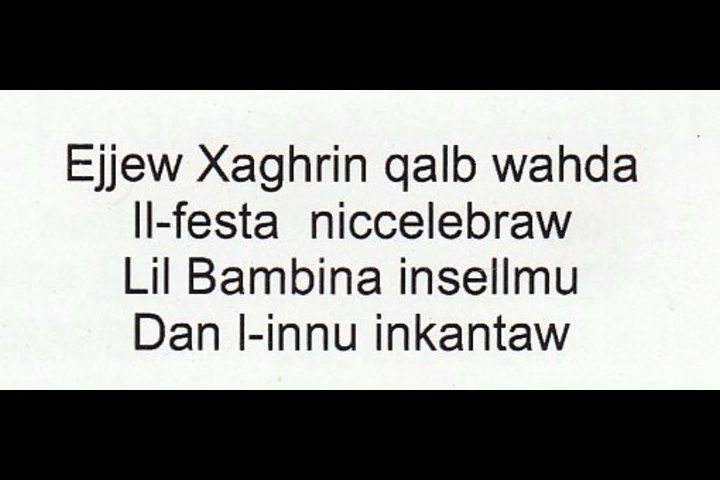 Ejjew Xaghrin qalb wahda
Il-festa niccelebraw
Lil Bambina insellmu
Dan l-innu inkantaw